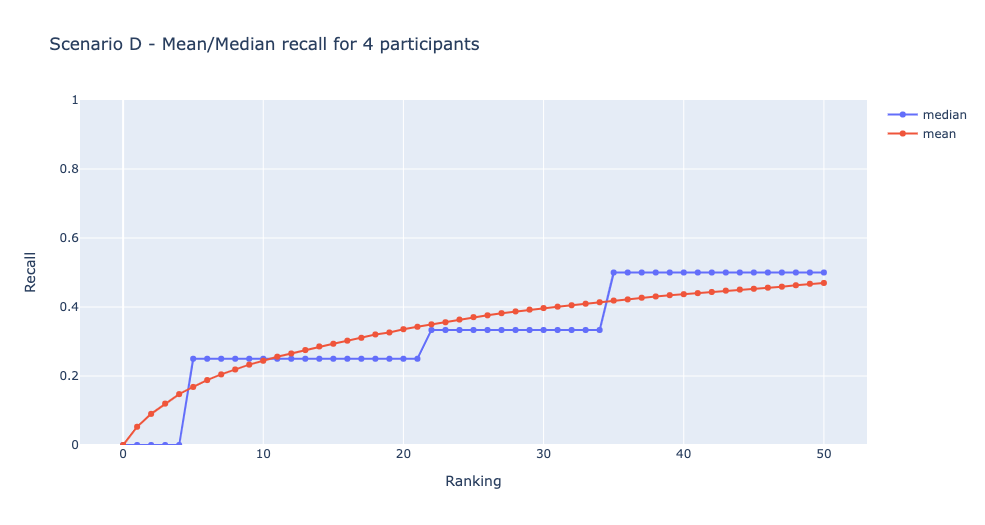 Scenario D - Mean/Median recall for 4 participants
1
0.8
0.6
0.4
0.2
0
Recall
0 10 20 30 40 50
Ranking
median
mean